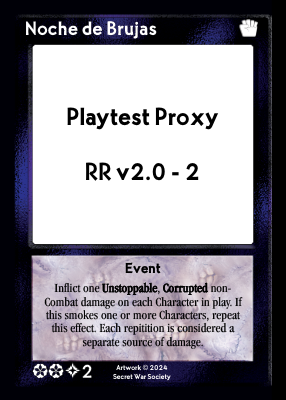 Noche de Brujas
Playtest Proxy
RR v2.0 - 2
Event
Inflict one Unstoppable, Corrupted non-
Combat damage on each Character in play. If
this smokes one or more Characters, repeat
this effect. Each repitition is considered a
separate source of damage.
2
Artwork © 2024
Secret War Society